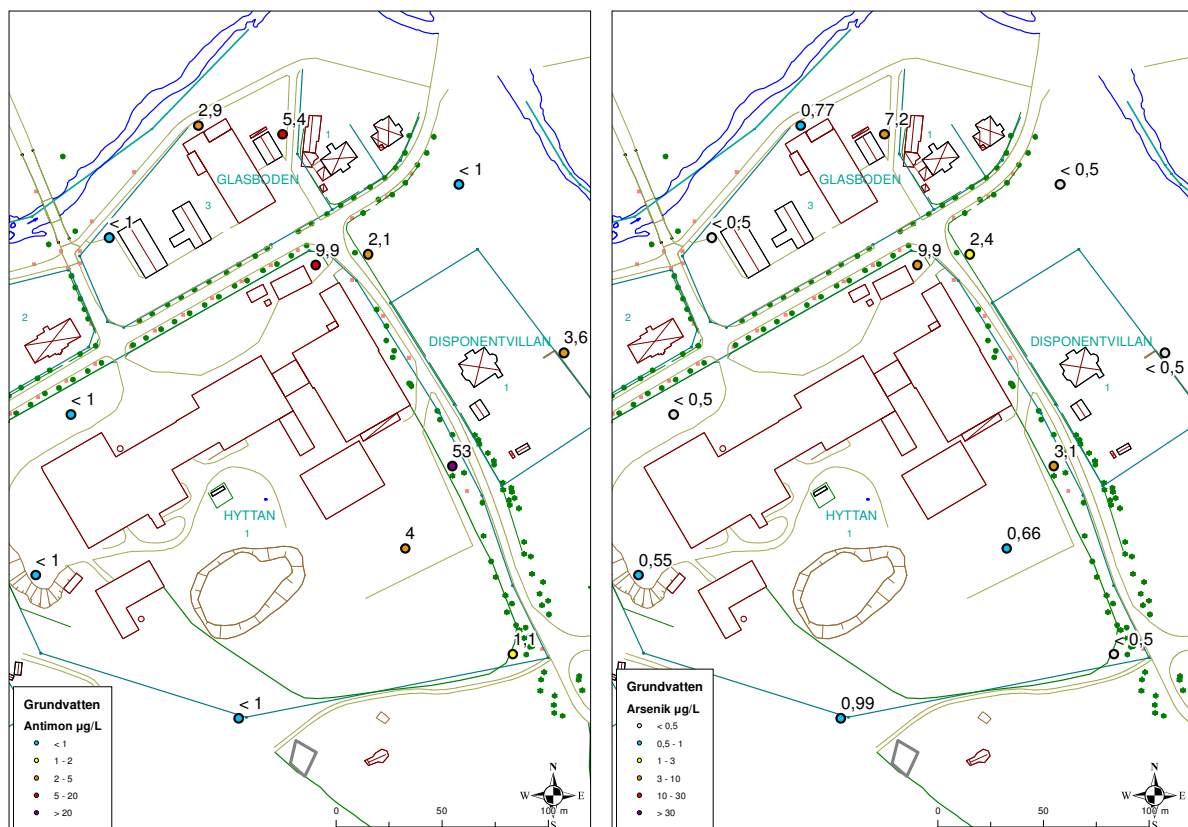 2,9
5,4
1
GLASBODEN
< 1
3
< 1
2,1
9,9
2
DISPONENTVILLAN
3,6
1
< 1
53
HYTTAN
1
4
< 1
1,1
< 1
Grundvatten
Antimon µg/L
< 1
1 - 2
2 - 5
5 - 20
> 20
N
W
E
S
0
50
100 m
0,77
7,2
1
GLASBODEN
< 0,5
3
< 0,5
2,4
9,9
2
DISPONENTVILLAN
< 0,5
1
< 0,5
3,1
HYTTAN
1
0,66
0,55
< 0,5
0,99
Grundvatten
Arsenik µg/L
< 0,5
0,5 - 1
1 - 3
3 - 10
10 - 30
> 30
N
W
E
S
0
50
100 m